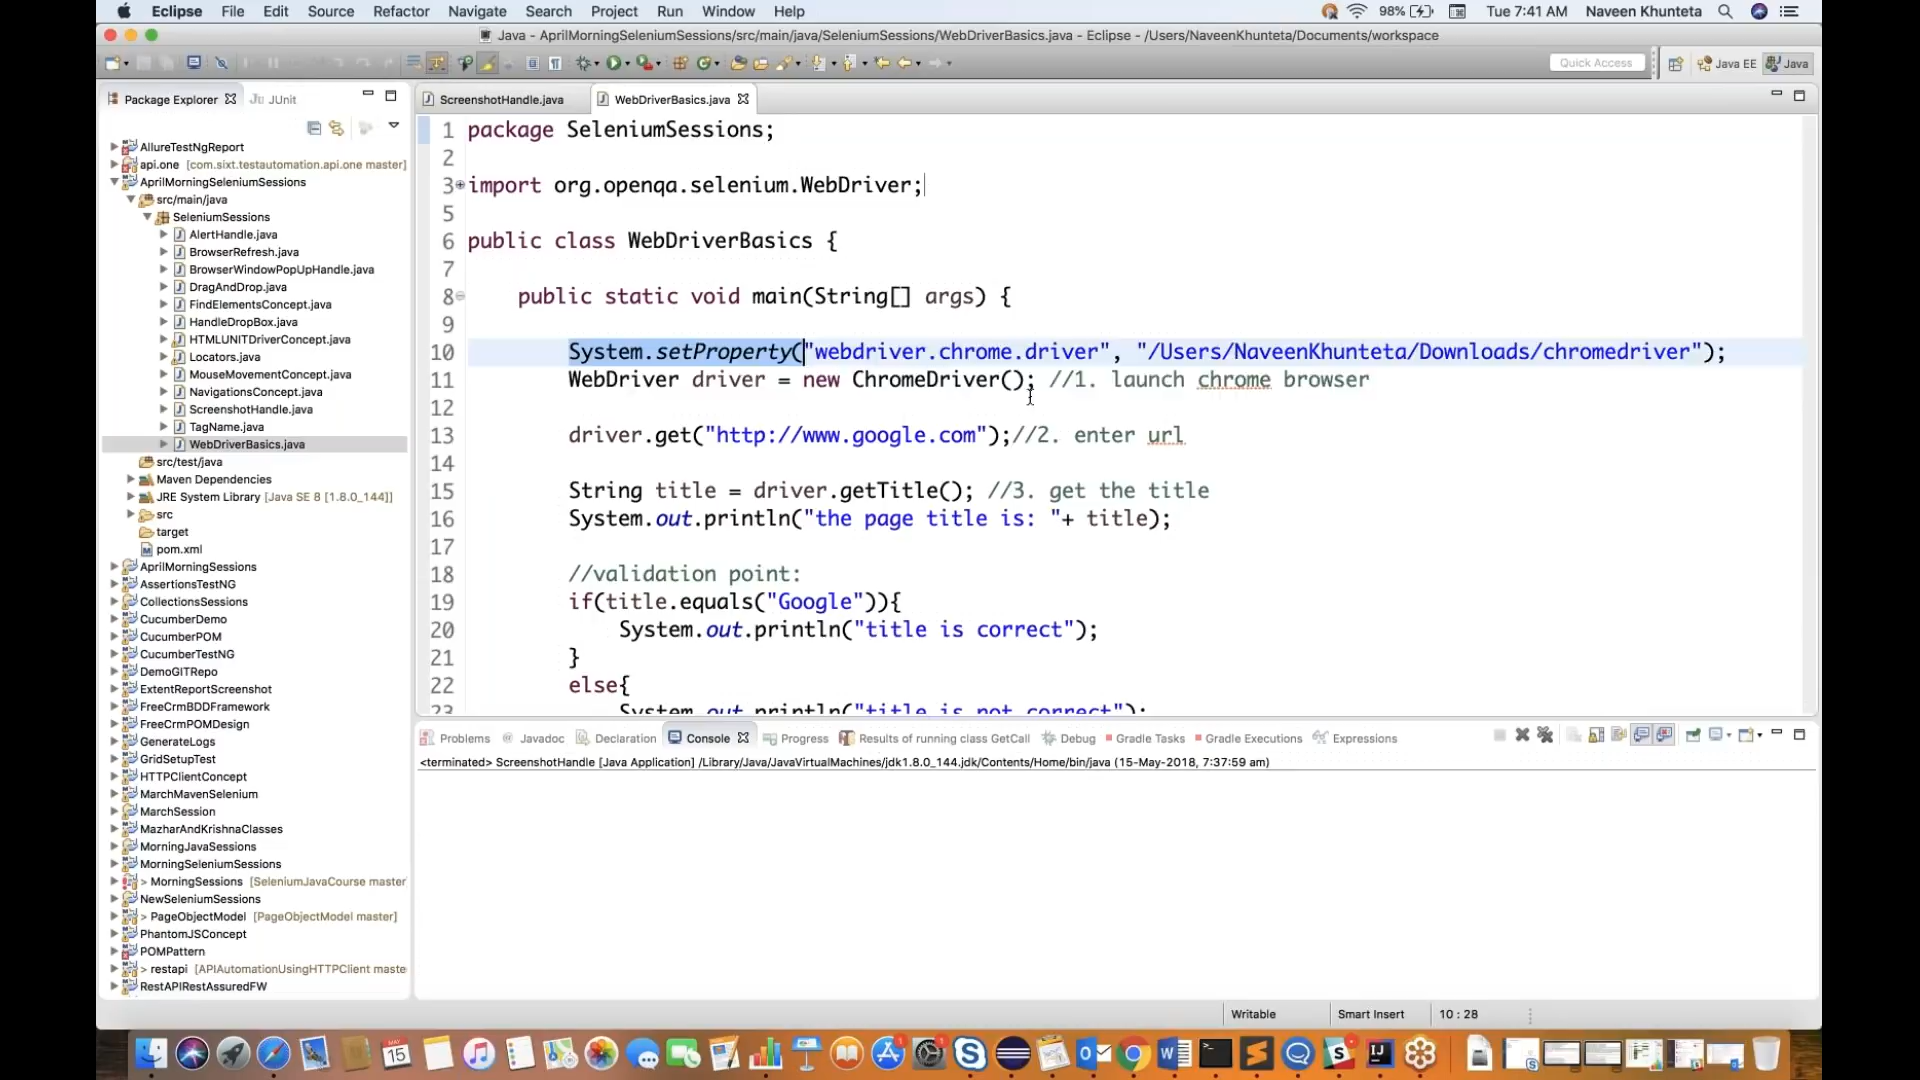 Eclipse File Edit Source Refactor Navigate Search Project Run Window Help 98% Tue 7:41 AM Naveen Khunteta
Java - AprilMorningSeleniumSessions/src/main/java/SeleniumSessions/WebDriverBasics.java - Eclipse - /Users/NaveenKhunteta/Documents/workspace
Quick Access Java EE Java
Package Explorer JUnit
AllureTestNgReport
api.one [com.sixt.testautomation.api.one master]
AprilMorningSeleniumSessions
src/main/java
SeleniumSessions
AlertHandle.java
BrowserRefresh.java
BrowserWindowPopUpHandle.java
DragAndDrop.java
FindElementsConcept.java
HandleDropBox.java
HTMLUNITDriverConcept.java
Locators.java
MouseMovementConcept.java
NavigationsConcept.java
ScreenshotHandle.java
TagName.java
WebDriverBasics.java
src/test/java
Maven Dependencies
JRE System Library [Java SE 8 [1.8.0_144]]
src
target
pom.xml
AprilMorningSessions
AssertionsTestNG
CollectionsSessions
CucumberDemo
CucumberPOM
CucumberTestNG
DemoGITRepo
ExtentReportScreenshot
FreeCrmBDDFramework
FreeCrmPOMDesign
GenerateLogs
GridSetupTest
HTTPClientConcept
MarchMavenSelenium
MarchSession
MazharAndKrishnaClasses
MorningJavaSessions
MorningSeleniumSessions
> MorningSessions [SeleniumJavaCourse master
NewSeleniumSessions
> PageObjectModel [PageObjectModel master]
PhantomJSConcept
POMPattern
> restapi [APIAutomationUsingHTTPClient maste
RestAPIRestAssuredFW
ScreenshotHandle.java WebDriverBasics.java
1 package SeleniumSessions;
2
3 import org.openqa.selenium.WebDriver;
5
6 public class WebDriverBasics {
7
8 public static void main(String[] args) {
9
10 System.setProperty("webdriver.chrome.driver", "/Users/NaveenKhunteta/Downloads/chromedriver");
11 WebDriver driver = new ChromeDriver(); //1. launch chrome browser
12
13 driver.get("http://www.google.com");//2. enter url
14
15 String title = driver.getTitle(); //3. get the title
16 System.out.println("the page title is: "+ title);
17
18 //validation point:
19 if(title.equals("Google")){
20 System.out.println("title is correct");
21 }
22 else{
23 System.out.println("title is not correct");
Problems Javadoc Declaration Console Progress Results of running class GetCall Debug Gradle Tasks Gradle Executions Expressions
<terminated> ScreenshotHandle [Java Application] /Library/Java/JavaVirtualMachines/jdk1.8.0_144.jdk/Contents/Home/bin/java (15-May-2018, 7:37:59 am)
Writable Smart Insert 10 : 28
MAY
15